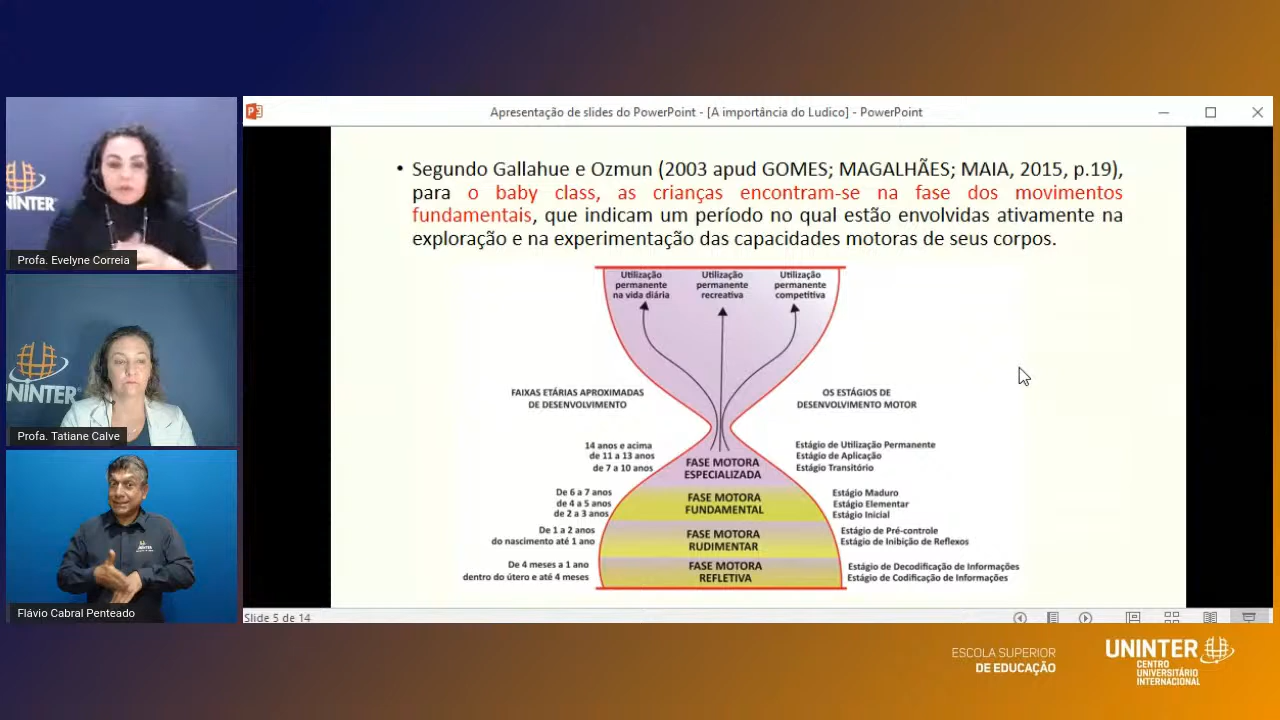 Apresentação de slides do PowerPoint - [A importância do Ludico] - PowerPoint
• Segundo Gallahue e Ozmun (2003 apud GOMES; MAGALHÃES; MAIA, 2015, p.19),
para o baby class, as crianças encontram-se na fase dos movimentos
fundamentais, que indicam um período no qual estão envolvidas ativamente na
exploração e na experimentação das capacidades motoras de seus corpos.
Utilização
permanente
na vida diária
Utilização
permanente
recreativa
Utilização
permanente
competitiva
FAIXAS ETÁRIAS APROXIMADAS
DE DESENVOLVIMENTO
OS ESTÁGIOS DE
DESENVOLVIMENTO MOTOR
14 anos e acima
de 11 a 13 anos
de 7 a 10 anos
FASE MOTORA
ESPECIALIZADA
Estágio de Utilização Permanente
Estágio de Aplicação
Estágio Transitório
De 6 a 7 anos
de 4 a 5 anos
de 2 a 3 anos
FASE MOTORA
FUNDAMENTAL
Estágio Maduro
Estágio Elementar
Estágio Inicial
De 1 a 2 anos
do nascimento até 1 ano
FASE MOTORA
RUDIMENTAR
Estágio de Pré-controle
Estágio de Inibição de Reflexos
De 4 meses a 1 ano
dentro do útero e até 4 meses
FASE MOTORA
REFLETIVA
Estágio de Decodificação de Informações
Estágio de Codificação de Informações
Slide 5 de 14
UNINTER
Profa. Evelyne Correia
UNINTER
Profa. Tatiane Calve
UNINTER
Flávio Cabral Penteado
ESCOLA SUPERIOR
DE EDUCAÇÃO
UNINTER
CENTRO
UNIVERSITÁRIO
INTERNACIONAL